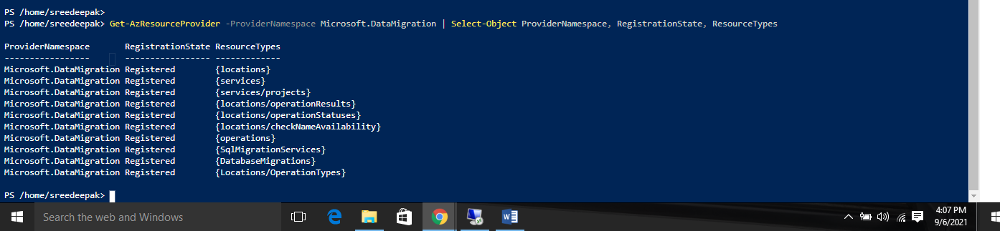 PS /home/sreedeepak>
PS /home/sreedeepak> Get-AzResourceProvider -ProviderNamespace Microsoft.DataMigration | Select-Object ProviderNamespace, RegistrationState, ResourceTypes
ProviderNamespace RegistrationState ResourceTypes
----------------- ----------------- -------------
Microsoft.DataMigration Registered {locations}
Microsoft.DataMigration Registered {services}
Microsoft.DataMigration Registered {services/projects}
Microsoft.DataMigration Registered {locations/operationResults}
Microsoft.DataMigration Registered {locations/operationStatuses}
Microsoft.DataMigration Registered {locations/checkNameAvailability}
Microsoft.DataMigration Registered {operations}
Microsoft.DataMigration Registered {SqlMigrationServices}
Microsoft.DataMigration Registered {DatabaseMigrations}
Microsoft.DataMigration Registered {Locations/OperationTypes}
PS /home/sreedeepak>
Search the web and Windows
4:07 PM
9/6/2021